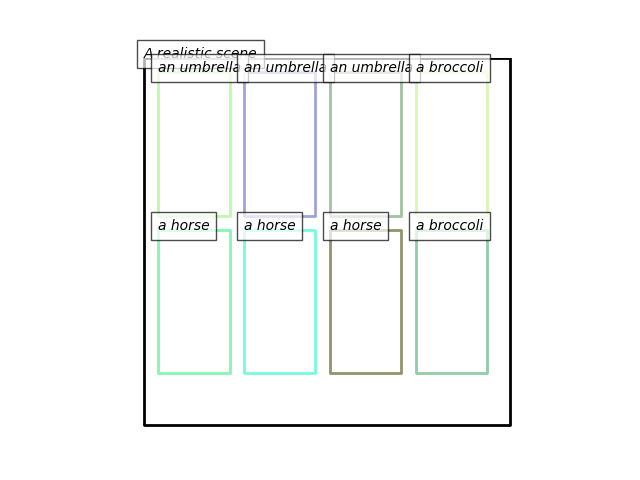 A realistic scene
an umbrella
an umbrella
an umbrella
a broccoli
a horse
a horse
a horse
a broccoli